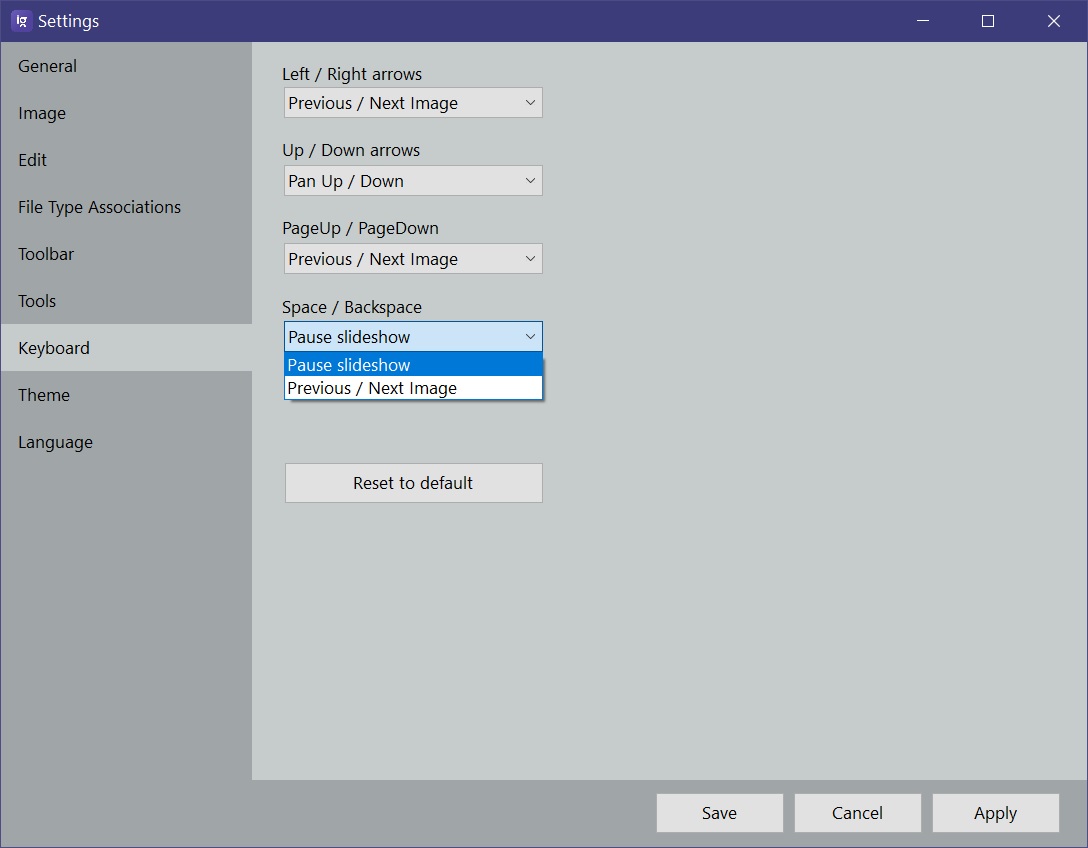 Ig Settings
General
Image
Edit
File Type Associations
Toolbar
Tools
Keyboard
Theme
Language
Left / Right arrows
Previous / Next Image
Up / Down arrows
Pan Up / Down
PageUp / PageDown
Previous / Next Image
Space / Backspace
Pause slideshow
Pause slideshow
Previous / Next Image
Reset to default
Save Cancel Apply